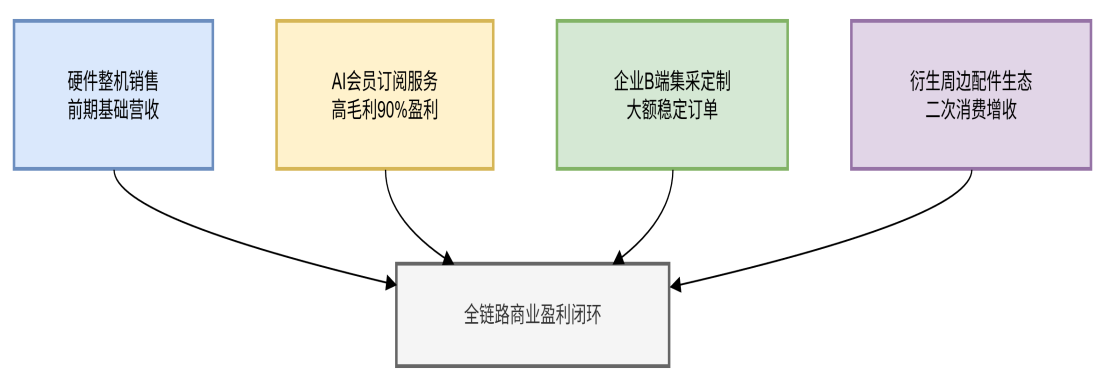 硬件整机销售
前期基础营收
AI会员订阅服务
高毛利90%盈利
企业B端集采定制
大额稳定订单
衍生周边配件生态
二次消费增收
全链路商业盈利闭环